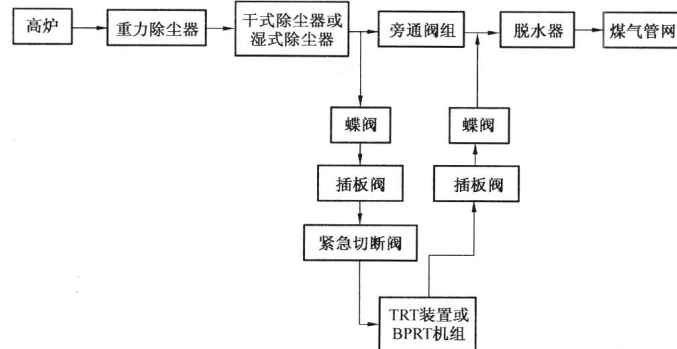 高炉
重力除尘器
干式除尘器或
湿式除尘器
旁通阀组
脱水器
煤气管网
蝶阀
蝶阀
插板阀
插板阀
紧急切断阀
TRT装置或
BPRT机组